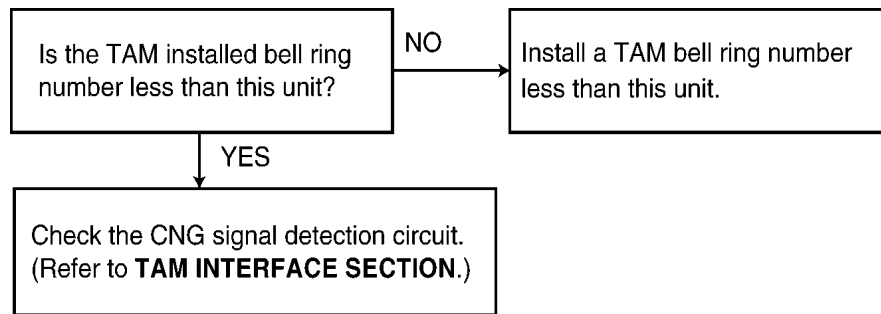 Is the TAM installed bell ring
number less than this unit?
NO
Install a TAM bell ring number
less than this unit.
YES
Check the CNG signal detection circuit.
(Refer to TAM INTERFACE SECTION.)